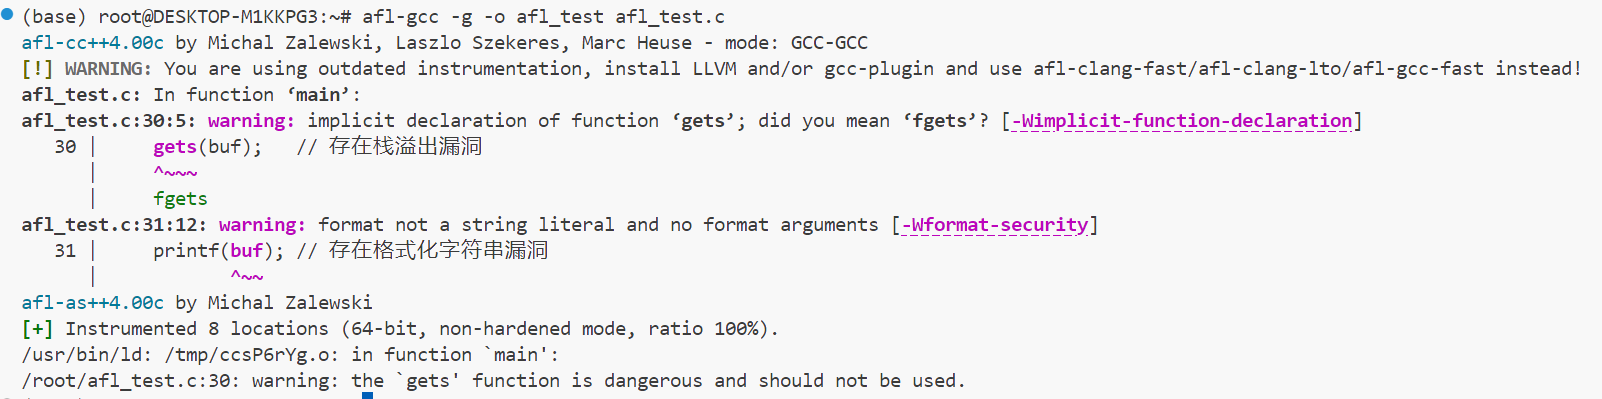 (base) root@DESKTOP-M1KKPG3:~# afl-gcc -g -o afl_test afl_test.c
afl-cc++4.00c by Michal Zalewski, Laszlo Szekeres, Marc Heuse - mode: GCC-GCC
[!] WARNING: You are using outdated instrumentation, install LLVM and/or gcc-plugin and use afl-clang-fast/afl-clang-lto/afl-gcc-fast instead!
afl_test.c: In function ‘main’:
afl_test.c:30:5: warning: implicit declaration of function ‘gets’; did you mean ‘fgets’? [-Wimplicit-function-declaration]
   30 |     gets(buf);   // 存在栈溢出漏洞
      |     ^~~~
      |     fgets
afl_test.c:31:12: warning: format not a string literal and no format arguments [-Wformat-security]
   31 |     printf(buf); // 存在格式化字符串漏洞
      |            ^~~
afl-as++4.00c by Michal Zalewski
[+] Instrumented 8 locations (64-bit, non-hardened mode, ratio 100%).
/usr/bin/ld: /tmp/ccsP6rYg.o: in function `main':
/root/afl_test.c:30: warning: the `gets' function is dangerous and should not be used.